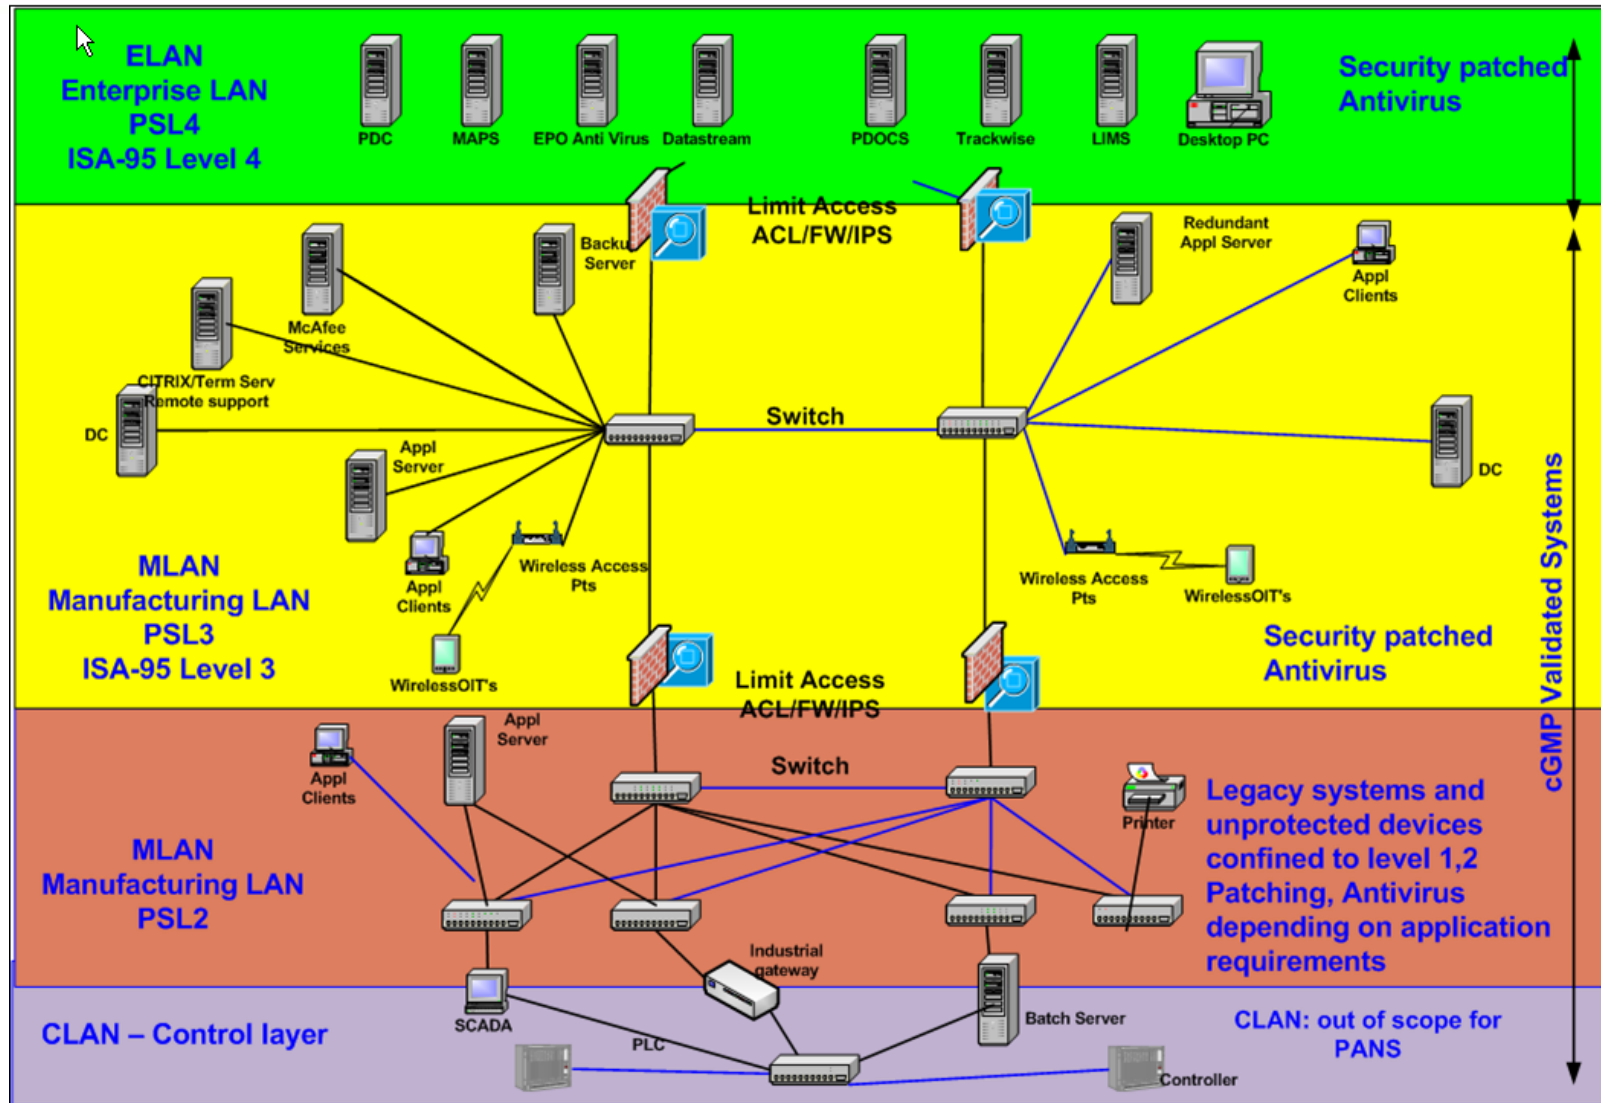 ELAN
Enterprise LAN
PSL4
ISA-95 Level 4
PDC
MAPS
EPO Anti Virus
Datastream
PDOCS
Trackwise
LIMS
Desktop PC
Security patched
Antivirus
Limit Access
ACL/FW/IPS
McAfee
Services
Backu
Server
Redundant
Appl Server
Appl
Clients
CITRIX/Term Serv
Remote support
DC
Appl
Server
Switch
DC
Appl
Clients
Wireless Access
Pts
WirelessOIT's
Wireless Access
Pts
WirelessOIT's
MLAN
Manufacturing LAN
PSL3
ISA-95 Level 3
Security patched
Antivirus
cGMP Validated Systems
Limit Access
ACL/FW/IPS
Appl
Clients
Appl
Server
Switch
Printer
MLAN
Manufacturing LAN
PSL2
Legacy systems and
unprotected devices
confined to level 1,2
Patching, Antivirus
depending on application
requirements
Industrial
gateway
CLAN – Control layer
SCADA
PLC
Batch Server
Controller
CLAN: out of scope for
PANS